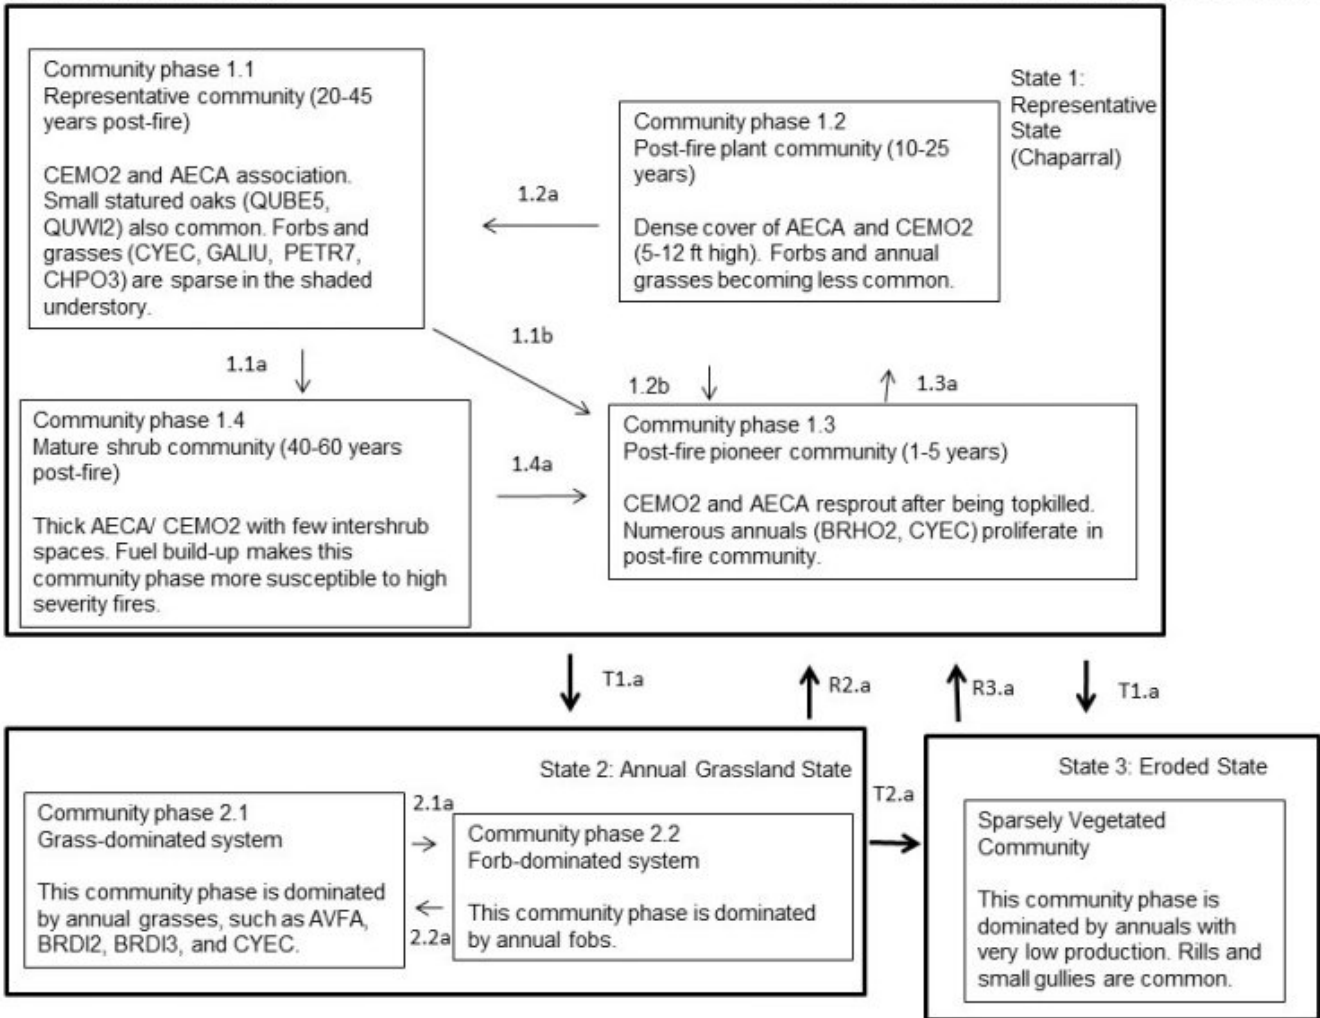 Community phase 1.1
Representative community (20-45
years post-fire)
CEMO2 and AECA association.
Small statured oaks (QUBE5,
QUWI2) also common. Forbs and
grasses (CYEC, GALIU, PETR7,
CHPO3) are sparse in the shaded
understory.
1.2a
Community phase 1.2
Post-fire plant community (10-25
years)
Dense cover of AECA and CEMO2
(5-12 ft high). Forbs and annual
grasses becoming less common.
State 1:
Representative
State
(Chaparral)
1.1a
1.1b
1.2b
1.3a
Community phase 1.4
Mature shrub community (40-60 years
post-fire)
Thick AECA/ CEMO2 with few intershrub
spaces. Fuel build-up makes this
community phase more susceptible to high
severity fires.
1.4a
Community phase 1.3
Post-fire pioneer community (1-5 years)
CEMO2 and AECA resprout after being topkilled.
Numerous annuals (BRHO2, CYEC) proliferate in
post-fire community.
T1.a
R2.a
R3.a
T1.a
State 2: Annual Grassland State
Community phase 2.1
Grass-dominated system
This community phase is dominated
by annual grasses, such as AVFA,
BRDI2, BRDI3, and CYEC.
2.1a
2.2a
Community phase 2.2
Forb-dominated system
This community phase is dominated
by annual fobs.
T2.a
State 3: Eroded State
Sparsely Vegetated
Community
This community phase is
dominated by annuals with
very low production. Rills and
small gullies are common.